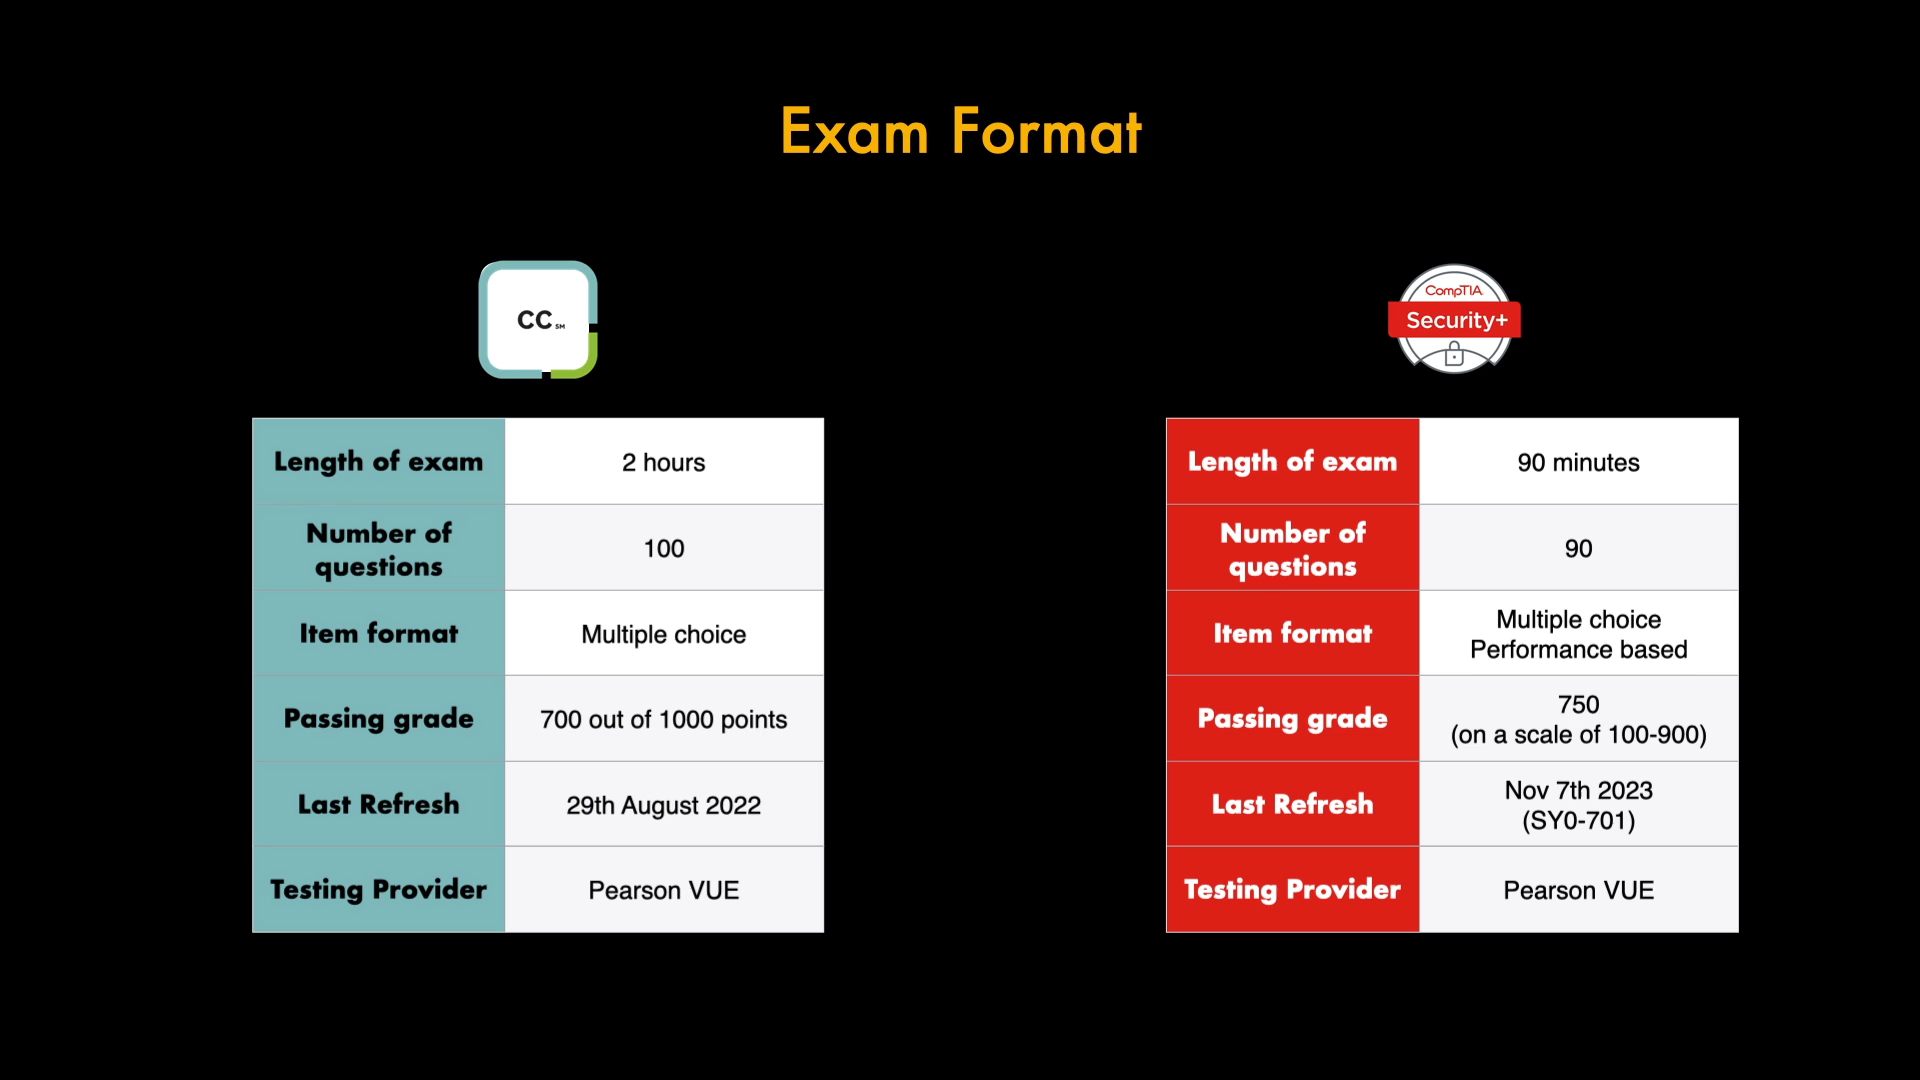 Exam Format
CC SM
Length of exam
2 hours
Number of
questions
100
Item format
Multiple choice
Passing grade
700 out of 1000 points
Last Refresh
29th August 2022
Testing Provider
Pearson VUE
CompTIA
Security+
Length of exam
90 minutes
Number of
questions
90
Item format
Multiple choice
Performance based
Passing grade
750
(on a scale of 100-900)
Last Refresh
Nov 7th 2023
(SY0-701)
Testing Provider
Pearson VUE